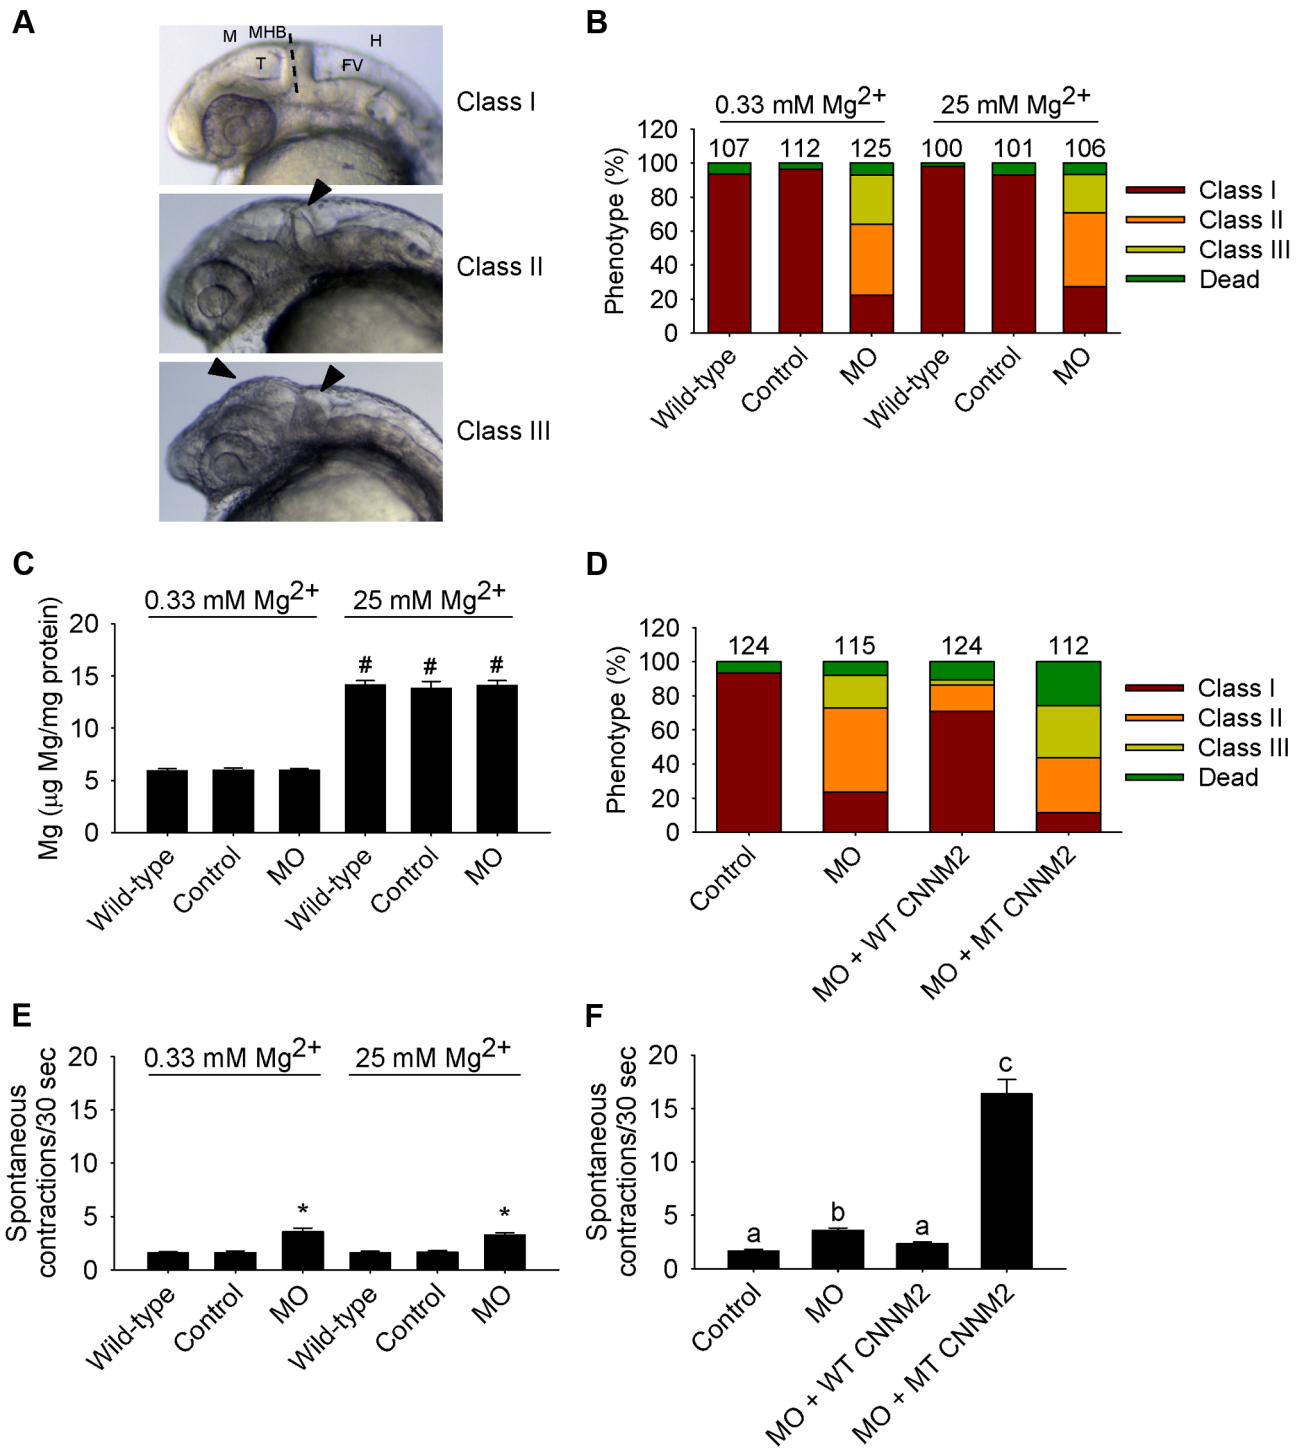 A
M MHB H
T FV
Class I
Class II
Class III
B
0.33 mM Mg2+ 25 mM Mg2+
Phenotype (%)
120
100
80
60
40
20
0
107 112 125 100 101 106
Wild-type Control MO Wild-type Control MO
Class I
Class II
Class III
Dead
C
0.33 mM Mg2+ 25 mM Mg2+
Mg (µg Mg/mg protein)
20
15
10
5
0
# # #
Wild-type Control MO Wild-type Control MO
D
Phenotype (%)
120
100
80
60
40
20
0
124 115 124 112
Control MO MO + WT CNNM2 MO + MT CNNM2
Class I
Class II
Class III
Dead
E
0.33 mM Mg2+ 25 mM Mg2+
Spontaneous
contractions/30 sec
20
15
10
5
0
* *
Wild-type Control MO Wild-type Control MO
F
Spontaneous
contractions/30 sec
20
15
10
5
0
a b a c
Control MO MO + WT CNNM2 MO + MT CNNM2